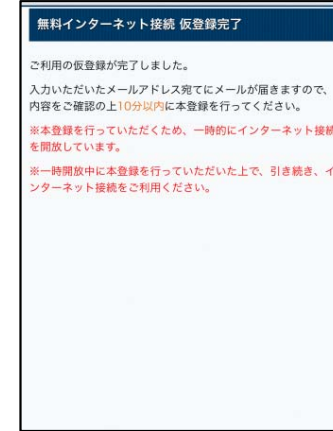 無料インターネット接続 仮登録完了
ご利用の仮登録が完了しました。
入力いただいたメールアドレス宛てにメールが届きますので、
内容をご確認の上10分以内に本登録を行ってください。
※本登録を行っていただくため、一時的にインターネット接続
を開放しています。
※一時開放中に本登録を行っていただいた上で、引き続き、イ
ンターネット接続をご利用ください。